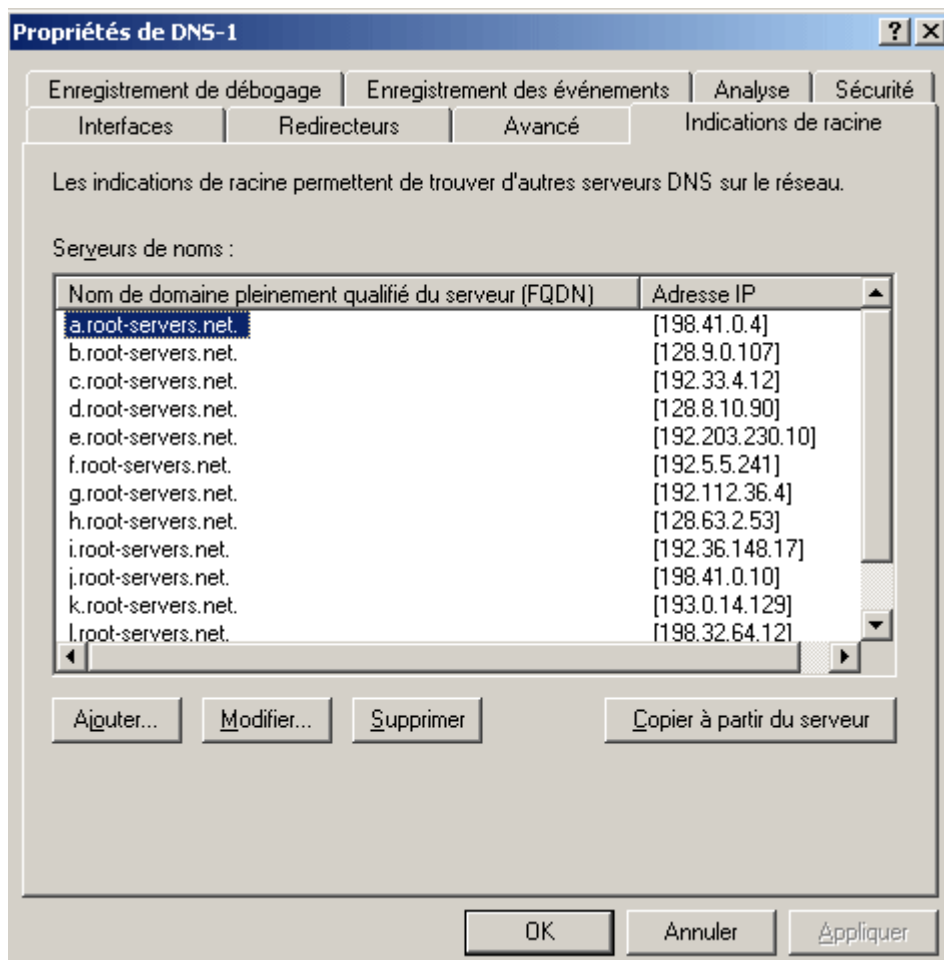 Propriétés de DNS-1
Enregistrement de débogage Enregistrement des événements Analyse Sécurité
Interfaces Redirecteurs Avancé Indications de racine
Les indications de racine permettent de trouver d'autres serveurs DNS sur le réseau.
Serveurs de noms :
Nom de domaine pleinement qualifié du serveur (FQDN) Adresse IP
a.root-servers.net. [198.41.0.4]
b.root-servers.net. [128.9.0.107]
c.root-servers.net. [192.33.4.12]
d.root-servers.net. [128.8.10.90]
e.root-servers.net. [192.203.230.10]
f.root-servers.net. [192.5.5.241]
g.root-servers.net. [192.112.36.4]
h.root-servers.net. [128.63.2.53]
i.root-servers.net. [192.36.148.17]
j.root-servers.net. [198.41.0.10]
k.root-servers.net. [193.0.14.129]
l.root-servers.net. [198.32.64.12]
Ajouter... Modifier... Supprimer Copier à partir du serveur
OK Annuler Appliquer